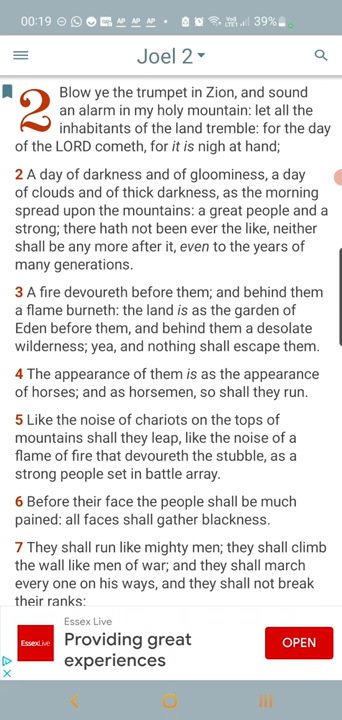 00:19 39%
Joel 2
2 Blow ye the trumpet in Zion, and sound
an alarm in my holy mountain: let all the
inhabitants of the land tremble: for the day
of the LORD cometh, for it is nigh at hand;
2 A day of darkness and of gloominess, a day
of clouds and of thick darkness, as the morning
spread upon the mountains: a great people and a
strong; there hath not been ever the like, neither
shall be any more after it, even to the years of
many generations.
3 A fire devoureth before them; and behind them
a flame burneth: the land is as the garden of
Eden before them, and behind them a desolate
wilderness; yea, and nothing shall escape them.
4 The appearance of them is as the appearance
of horses; and as horsemen, so shall they run.
5 Like the noise of chariots on the tops of
mountains shall they leap, like the noise of a
flame of fire that devoureth the stubble, as a
strong people set in battle array.
6 Before their face the people shall be much
pained: all faces shall gather blackness.
7 They shall run like mighty men; they shall climb
the wall like men of war; and they shall march
every one on his ways, and they shall not break
their ranks:
Essex Live
EssexLive
Providing great
experiences
OPEN